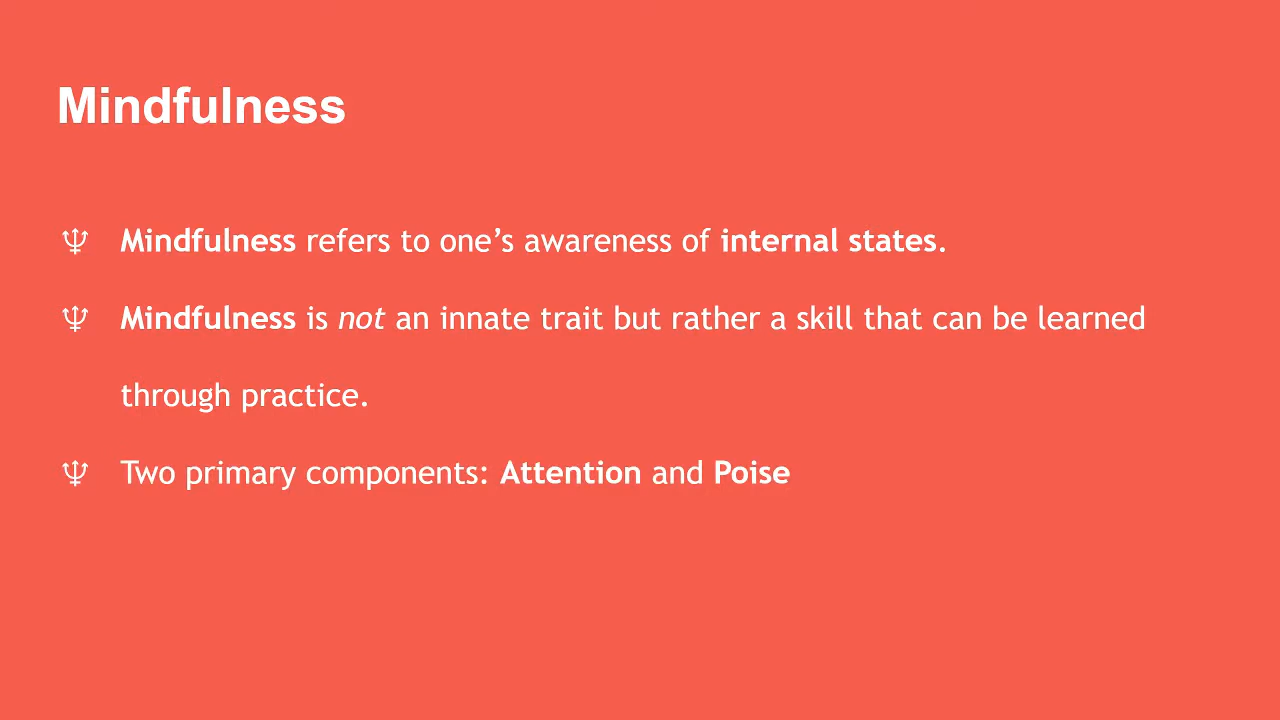 Mindfulness
♆ Mindfulness refers to one’s awareness of internal states.
♆ Mindfulness is not an innate trait but rather a skill that can be learned
through practice.
♆ Two primary components: Attention and Poise